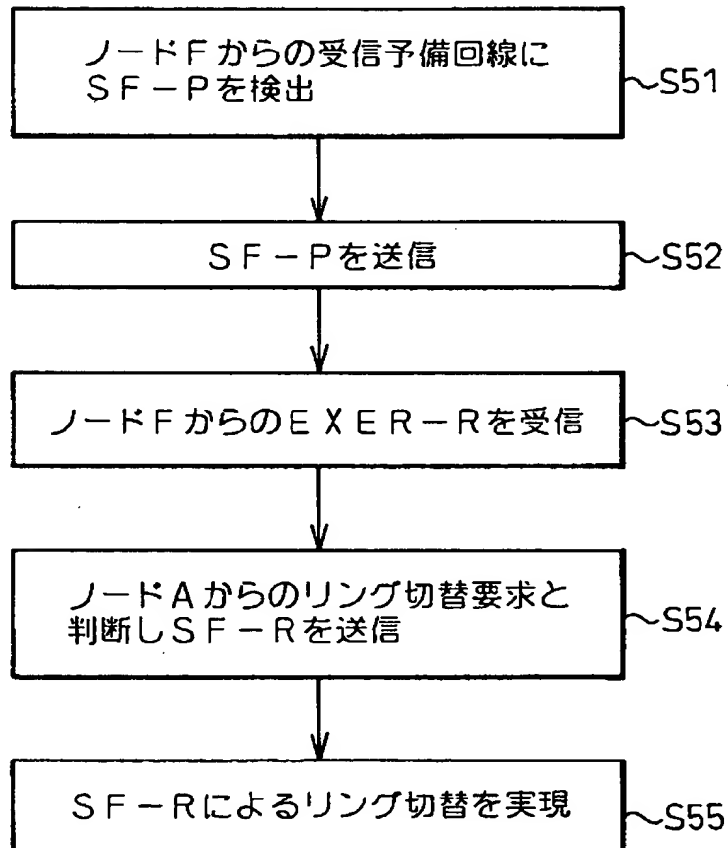 ノードFからの受信予備回線に
SF-Pを検出
~S51
SF-Pを送信 ~S52
ノードFからのEXER-Rを受信 ~S53
ノードAからのリング切替要求と
判断しSF-Rを送信
~S54
SF-Rによるリング切替を実現 ~S55